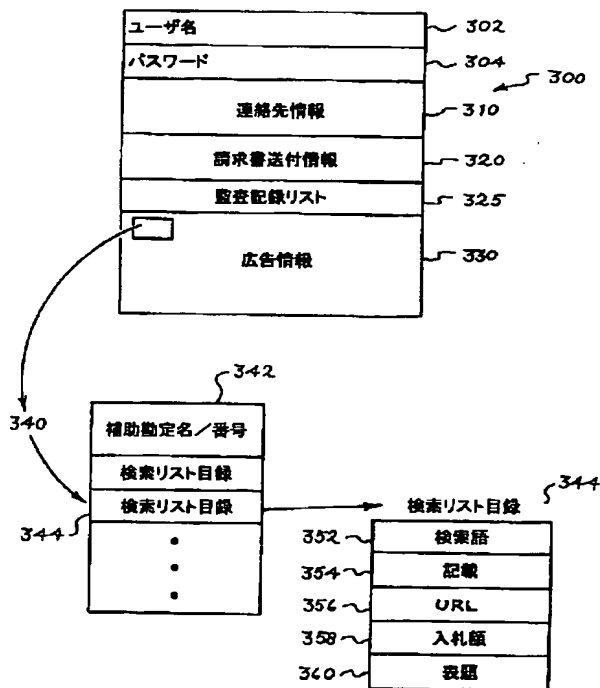 ユーザ名 302
パスワード 304
300
連絡先情報 310
請求書送付情報 320
監査記録リスト 325
広告情報 330
340
342
補助勘定名／番号
検索リスト目録
検索リスト目録
344
検索リスト目録 344
352 検索語
354 記載
356 URL
358 入札額
360 表題